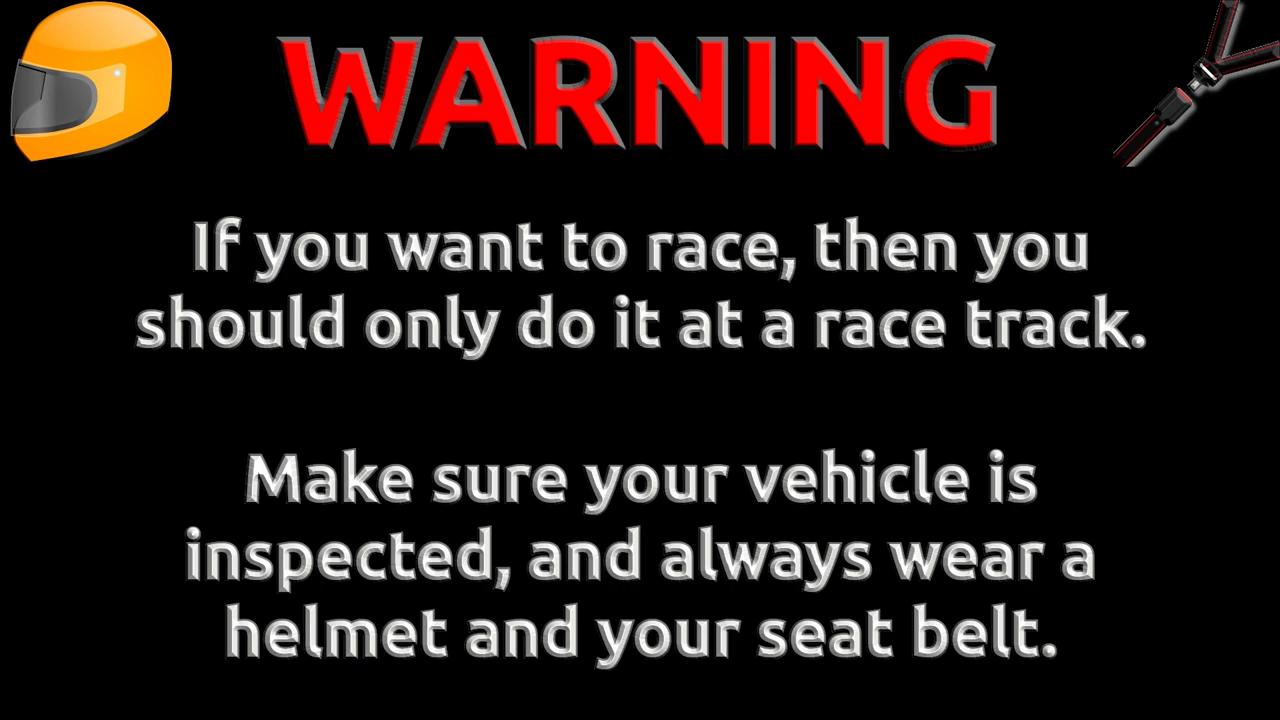 WARNING
If you want to race, then you
should only do it at a race track.
Make sure your vehicle is
inspected, and always wear a
helmet and your seat belt.